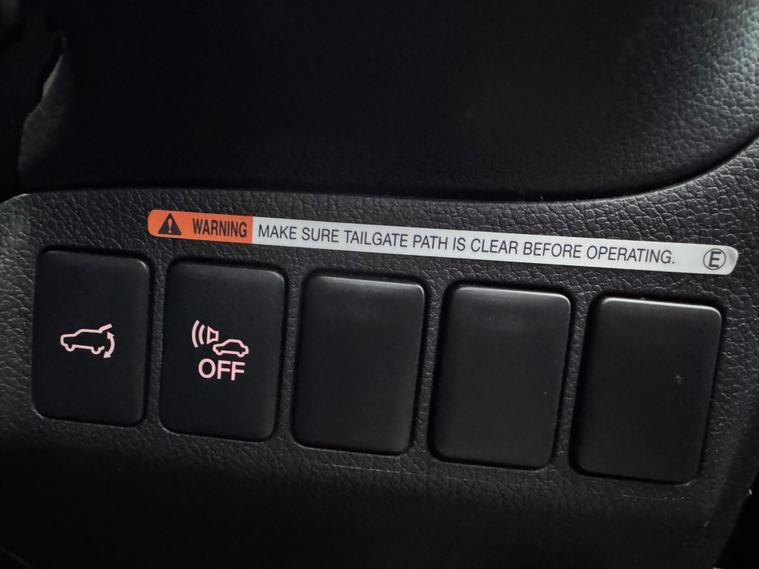 WARNING MAKE SURE TAILGATE PATH IS CLEAR BEFORE OPERATING. E
OFF